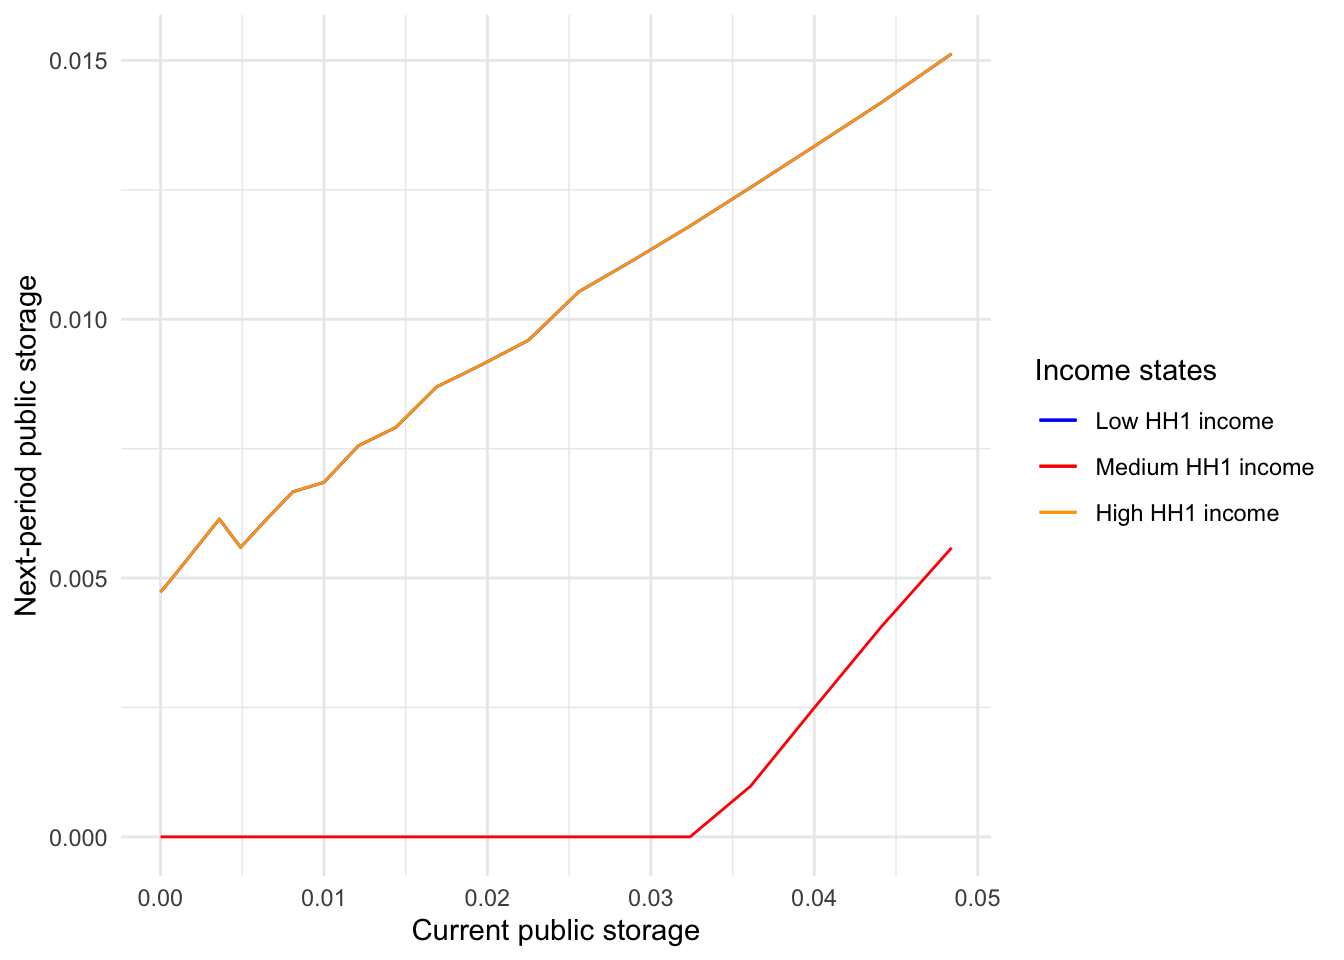 0.015
0.010
0.005
0.000
0.00 0.01 0.02 0.03 0.04 0.05
Current public storage
Next-period public storage
Income states
Low HH1 income
Medium HH1 income
High HH1 income